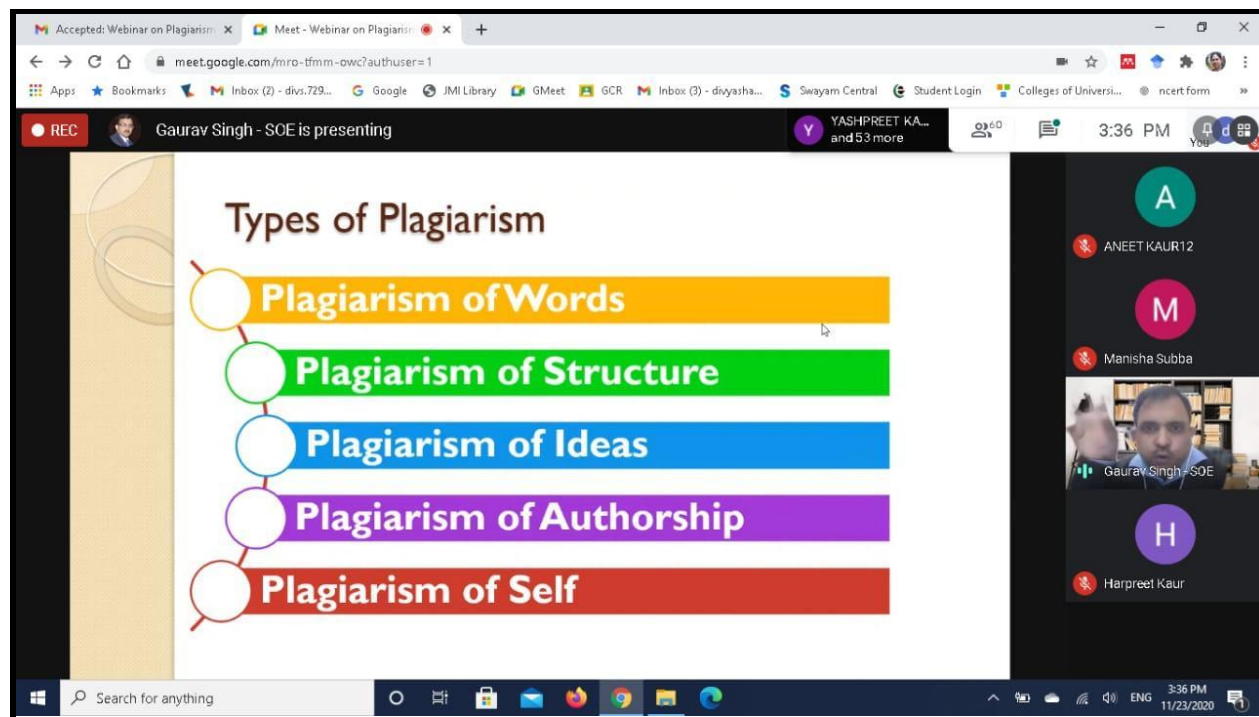 Accepted: Webinar on Plagiarism
Meet - Webinar on Plagiarism
meet.google.com/mro-tfmm-owc?authuser=1
Apps Bookmarks Inbox (2) - divs.729... Google JMI Library GMeet GCR Inbox (3) - divyasha... Swayam Central Student Login Colleges of Universi... ncert form »
REC Gaurav Singh - SOE is presenting
Y YASHPREET KA...
and 53 more
60
3:36 PM
d
You
Types of Plagiarism
Plagiarism of Words
Plagiarism of Structure
Plagiarism of Ideas
Plagiarism of Authorship
Plagiarism of Self
A
ANEET KAUR12
M
Manisha Subba
Gaurav Singh - SOE
H
Harpreet Kaur
Search for anything
ENG
3:36 PM
11/23/2020
1